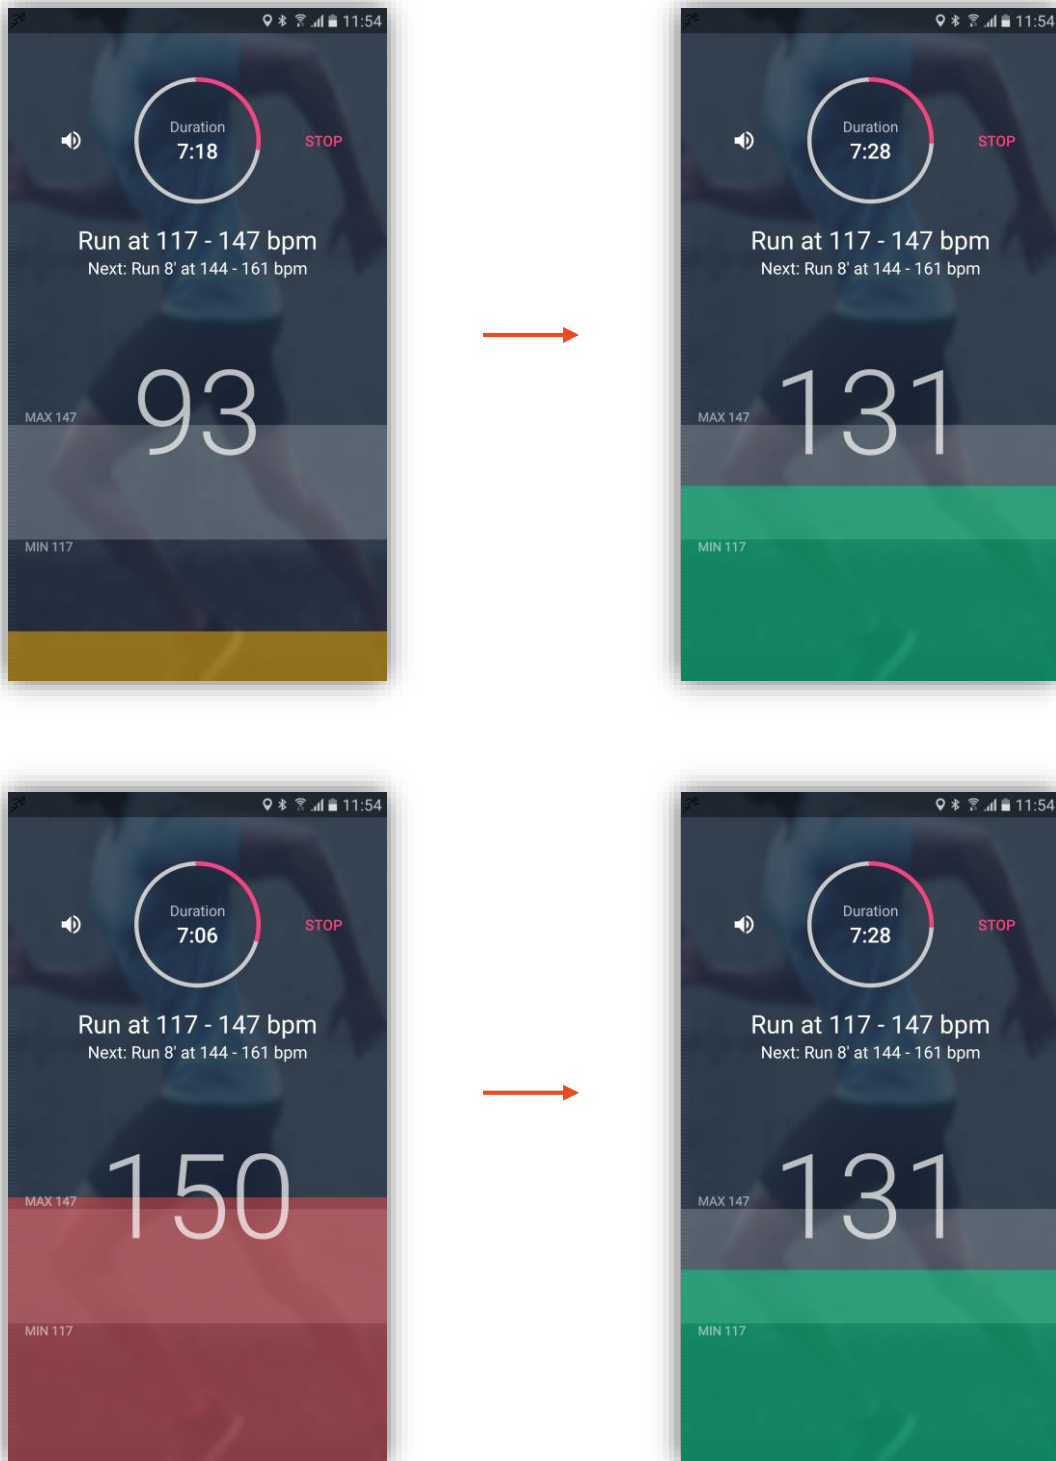 11:54
Duration
7:18
STOP
Run at 117 - 147 bpm
Next: Run 8' at 144 - 161 bpm
93
MAX 147
MIN 117
11:54
Duration
7:28
STOP
Run at 117 - 147 bpm
Next: Run 8' at 144 - 161 bpm
131
MAX 147
MIN 117
11:54
Duration
7:06
STOP
Run at 117 - 147 bpm
Next: Run 8' at 144 - 161 bpm
150
MAX 147
MIN 117
11:54
Duration
7:28
STOP
Run at 117 - 147 bpm
Next: Run 8' at 144 - 161 bpm
131
MAX 147
MIN 117